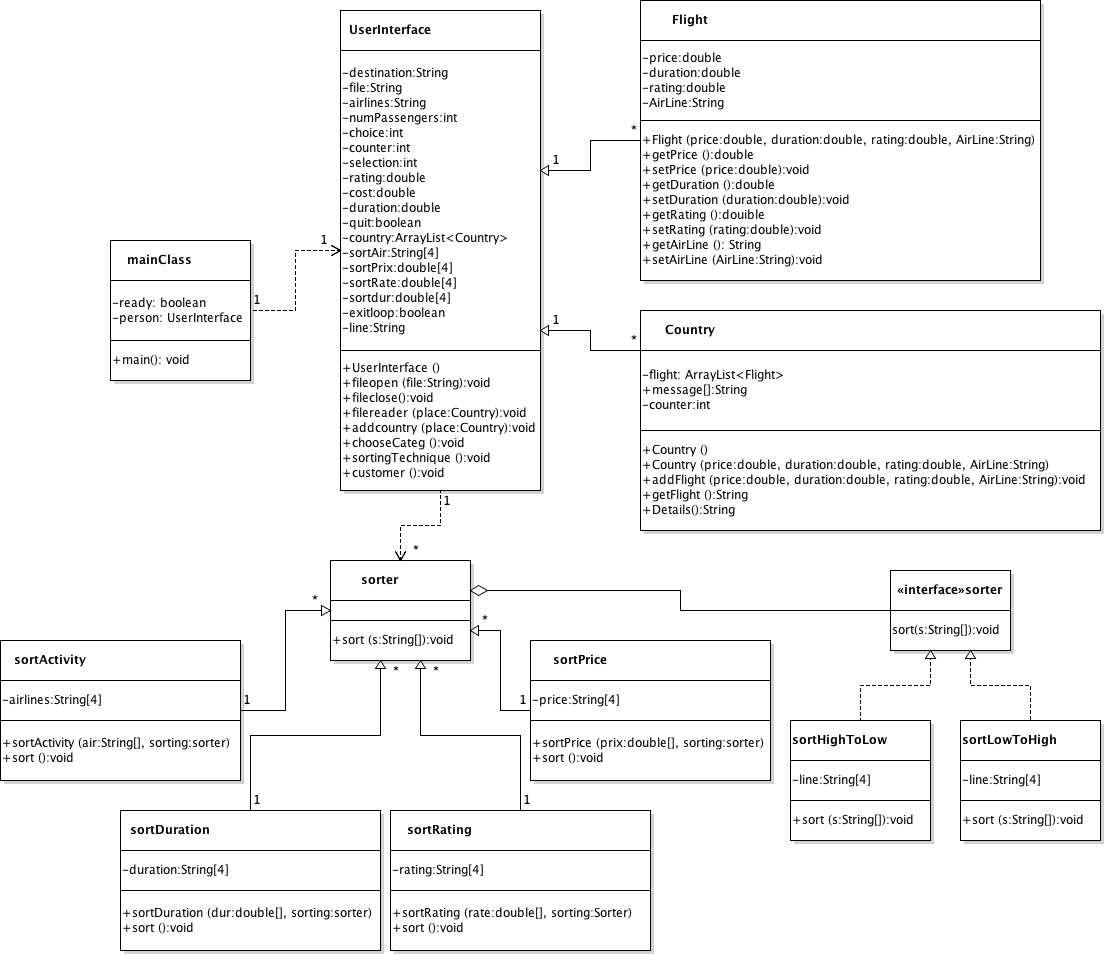 UserInterface
-destination:String
-file:String
-airlines:String
-numPassengers:int
-choice:int
-counter:int
-selection:int
-rating:double
-cost:double
-duration:double
-quit:boolean
-country:ArrayList<Country>
-sortAir:String[4]
-sortPrix:double[4]
-sortRate:double[4]
-sortdur:double[4]
-exitloop:boolean
-line:String
+UserInterface ()
+fileopen (file:String):void
+fileclose():void
+filereader (place:Country):void
+addcountry (place:Country):void
+chooseCateg ():void
+sortingTechnique ():void
+customer ():void
Flight
-price:double
-duration:double
-rating:double
-AirLine:String
+Flight (price:double, duration:double, rating:double, AirLine:String)
+getPrice ():double
+setPrice (price:double):void
+getDuration ():double
+setDuration (duration:double):void
+getRating ():douible
+setRating (rating:double):void
+getAirLine (): String
+setAirLine (AirLine:String):void
*
1
mainClass
-ready: boolean
-person: UserInterface
+main(): void
1
1
1
*
Country
-flight: ArrayList<Flight>
+message[]:String
-counter:int
+Country ()
+Country (price:double, duration:double, rating:double, AirLine:String)
+addFlight (price:double, duration:double, rating:double, AirLine:String):void
+getFlight ():String
+Details():String
1
*
sorter
+sort (s:String[]):void
*
*
*
*
«interface»sorter
sort(s:String[]):void
sortActivity
-airlines:String[4]
+sortActivity (air:String[], sorting:sorter)
+sort ():void
1
sortPrice
-price:String[4]
+sortPrice (prix:double[], sorting:sorter)
+sort ():void
1
sortHighToLow
-line:String[4]
+sort (s:String[]):void
sortLowToHigh
-line:String[4]
+sort (s:String[]):void
1
sortDuration
-duration:String[4]
+sortDuration (dur:double[], sorting:sorter)
+sort ():void
1
sortRating
-rating:String[4]
+sortRating (rate:double[], sorting:Sorter)
+sort ():void